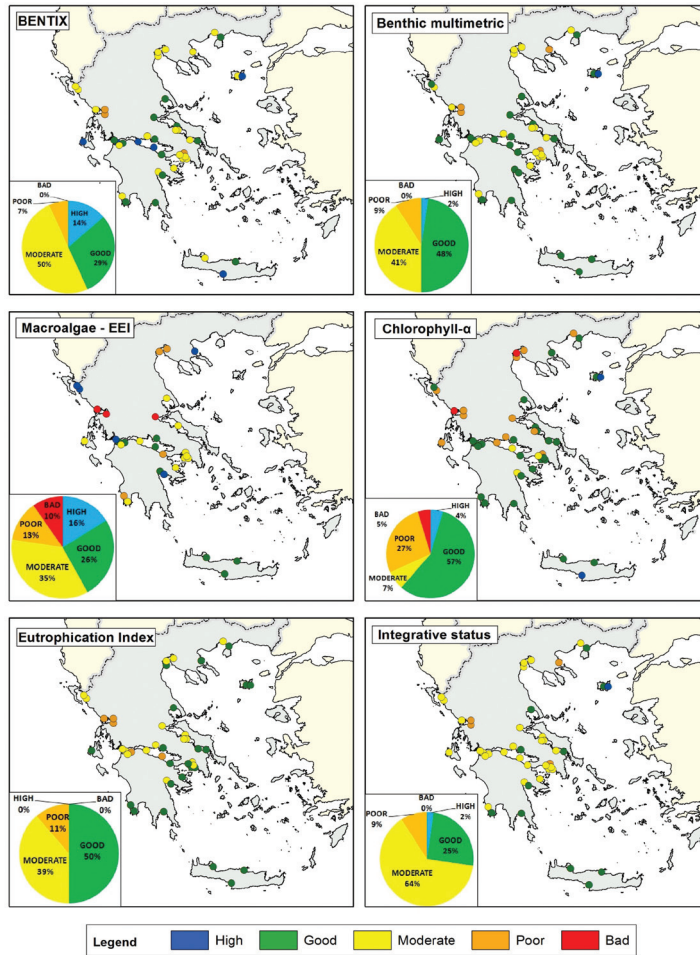 BENTIX
BAD
0%
POOR
7%
HIGH
14%
MODERATE
50%
GOOD
29%
Benthic multimetric
BAD
0%
POOR
9%
HIGH
2%
MODERATE
41%
GOOD
48%
Macroalgae - EEI
BAD
10%
HIGH
16%
POOR
13%
GOOD
26%
MODERATE
35%
Chlorophyll-α
BAD
5%
HIGH
4%
POOR
27%
GOOD
57%
MODERATE
7%
Eutrophication Index
HIGH
0%
BAD
0%
POOR
11%
GOOD
50%
MODERATE
39%
Integrative status
BAD
0%
POOR
9%
HIGH
2%
GOOD
25%
MODERATE
64%
Legend High Good Moderate Poor Bad